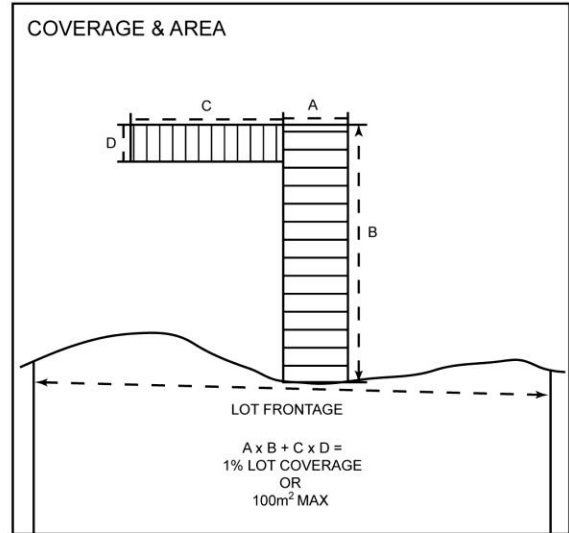 COVERAGE & AREA
C
A
D
B
LOT FRONTAGE
A x B + C x D =
1% LOT COVERAGE
OR
100m² MAX